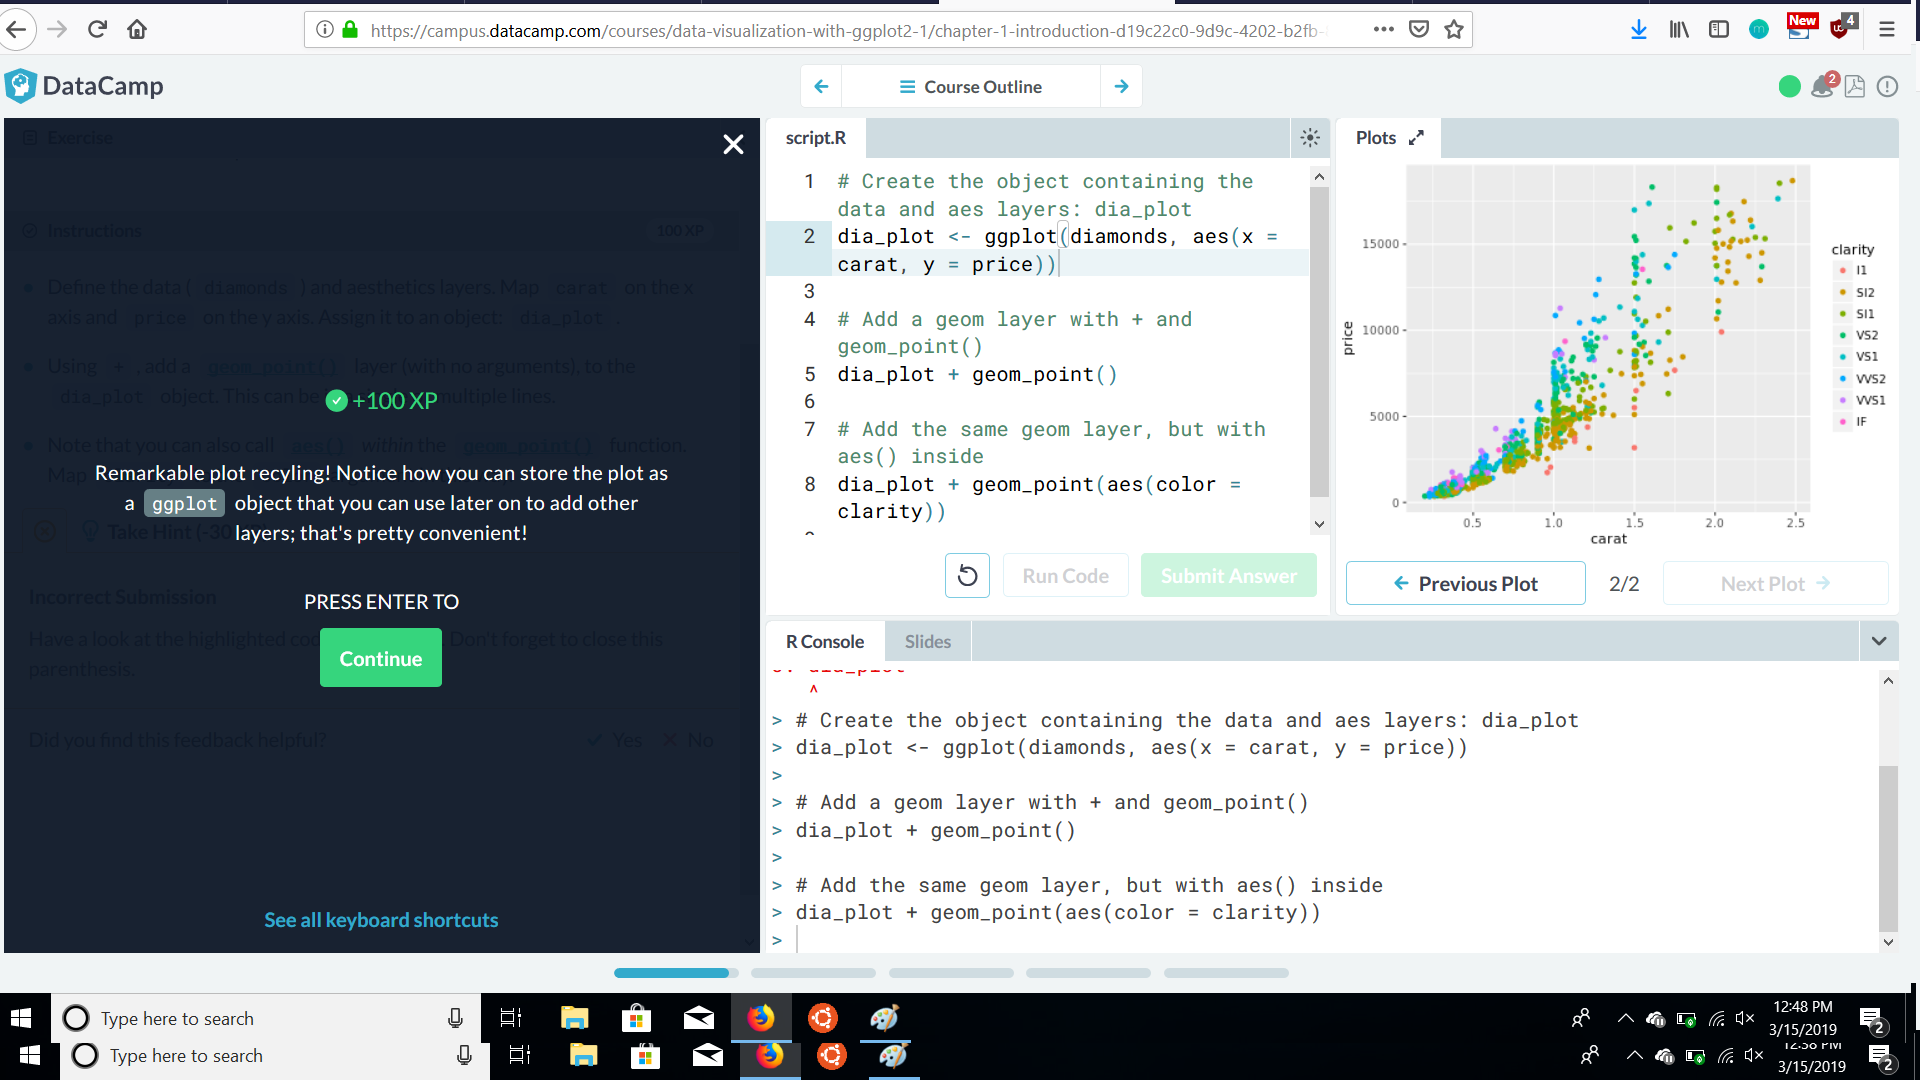 https://campus.datacamp.com/courses/data-visualization-with-ggplot2-1/chapter-1-introduction-d19c22c0-9d9c-4202-b2fb-
New
4
DataCamp
Course Outline
2
Exercise
Instructions
100 XP
Define the data ( diamonds ) and aesthetics layers. Map carat on the x
axis and price on the y axis. Assign it to an object: dia_plot .
Using + , add a geom_point() layer (with no arguments), to the
dia_plot object. This can be multiple lines.
+100 XP
Note that you can also call aes() within the geom_point() function.
Map
Remarkable plot recyling! Notice how you can store the plot as
a ggplot object that you can use later on to add other
layers; that's pretty convenient!
Take Hint (-30
Incorrect Submission
PRESS ENTER TO
Have a look at the highlighted Don't forget to close this
parenthesis.
Continue
Did you find this feedback helpful?
Yes
No
See all keyboard shortcuts
script.R
1 # Create the object containing the
data and aes layers: dia_plot
2 dia_plot <- ggplot(diamonds, aes(x =
carat, y = price))
3
4 # Add a geom layer with + and
geom_point()
5 dia_plot + geom_point()
6
7 # Add the same geom layer, but with
aes() inside
8 dia_plot + geom_point(aes(color =
clarity))
Run Code
Submit Answer
Plots
15000
10000
5000
0
price
0.5 1.0 1.5 2.0 2.5
carat
clarity
I1
SI2
SI1
VS2
VS1
VVS2
VVS1
IF
Previous Plot
2/2
Next Plot
R Console
Slides
dia_plot
^
> # Create the object containing the data and aes layers: dia_plot
> dia_plot <- ggplot(diamonds, aes(x = carat, y = price))
>
> # Add a geom layer with + and geom_point()
> dia_plot + geom_point()
>
> # Add the same geom layer, but with aes() inside
> dia_plot + geom_point(aes(color = clarity))
>
Type here to search
12:48 PM
3/15/2019
2
Type here to search
12:38 PM
3/15/2019
2